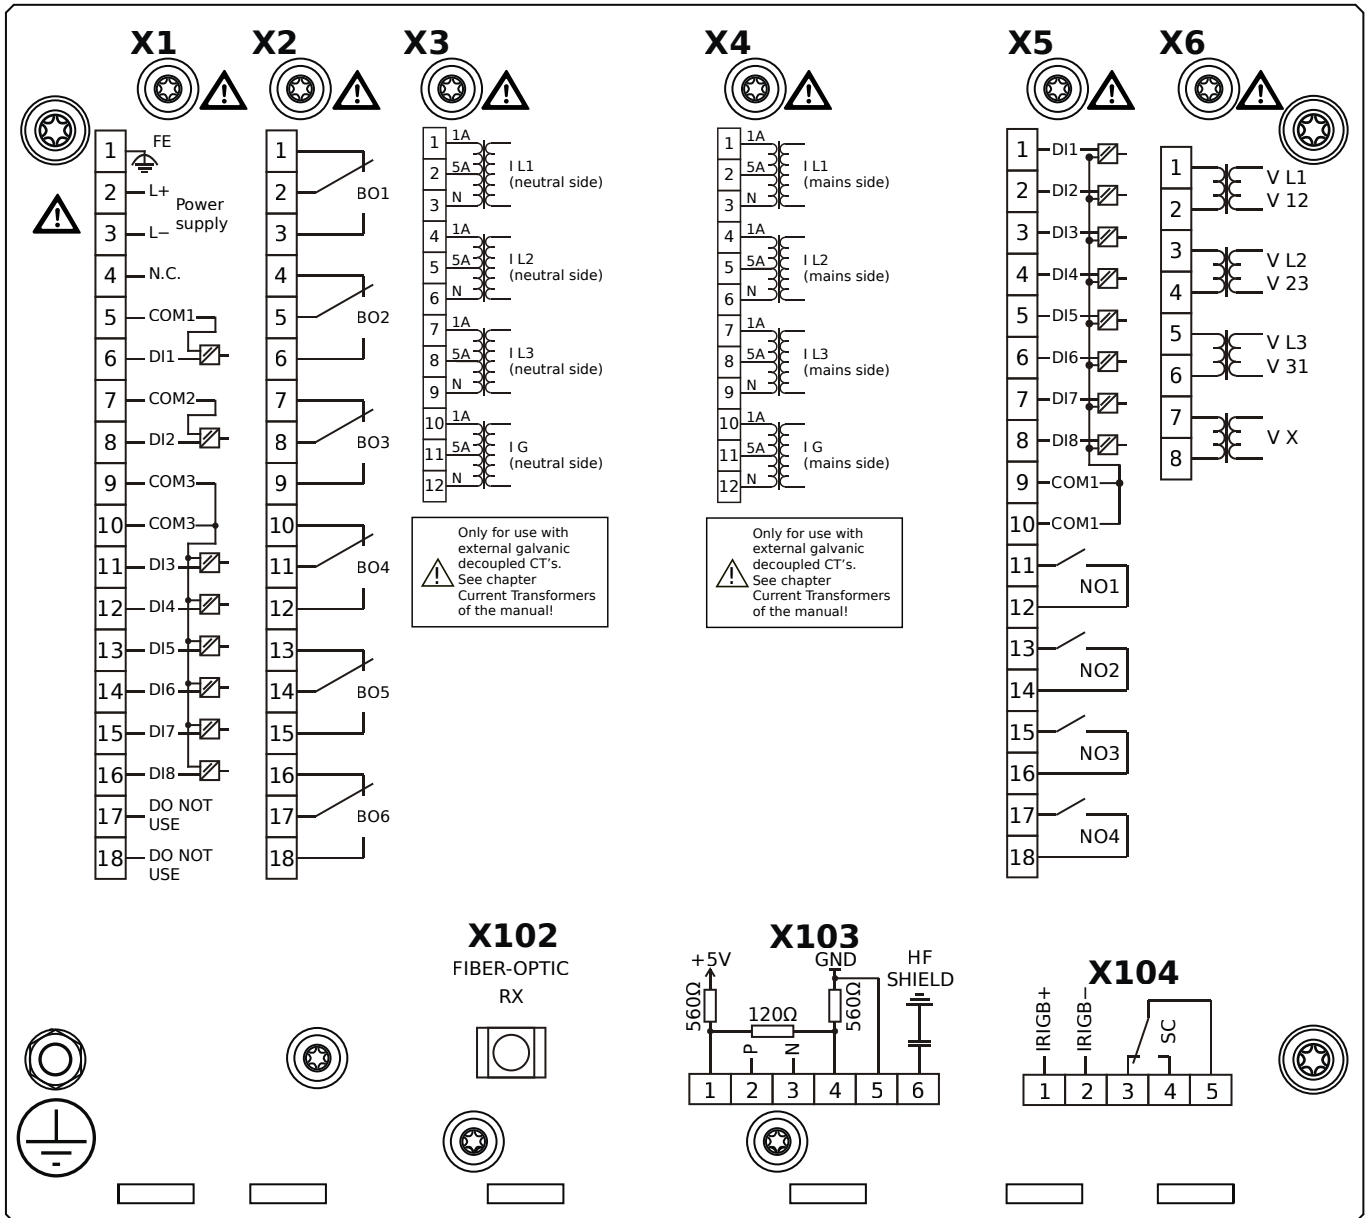 X1
X2
X3
X4
X5
X6
1
FE
2
L+
Power
supply
3
L−
4
N.C.
5
COM1
6
DI1
7
COM2
8
DI2
9
COM3
10
COM3
11
DI3
12
DI4
13
DI5
14
DI6
15
DI7
16
DI8
17
DO NOT
USE
18
DO NOT
USE
1
2
BO1
3
4
5
BO2
6
7
8
BO3
9
10
11
BO4
12
13
14
BO5
15
16
17
BO6
18
1
1A
2
5A
I L1
(neutral side)
3
N
4
1A
5
5A
I L2
(neutral side)
6
N
7
1A
8
5A
I L3
(neutral side)
9
N
10
1A
11
5A
I G
(neutral side)
12
N
Only for use with
external galvanic
decoupled CT's.
See chapter
Current Transformers
of the manual!
1
1A
2
5A
I L1
(mains side)
3
N
4
1A
5
5A
I L2
(mains side)
6
N
7
1A
8
5A
I L3
(mains side)
9
N
10
1A
11
5A
I G
(mains side)
12
N
Only for use with
external galvanic
decoupled CT's.
See chapter
Current Transformers
of the manual!
1
DI1
2
DI2
3
DI3
4
DI4
5
DI5
6
DI6
7
DI7
8
DI8
9
COM1
10
COM1
11
NO1
12
13
NO2
14
15
NO3
16
17
NO4
18
1
V L1
V 12
2
3
V L2
V 23
4
5
V L3
V 31
6
7
V X
8
X102
FIBER-OPTIC
RX
X103
+5V
GND
HF
SHIELD
560Ω
120Ω
560Ω
P
N
1 2 3 4 5 6
X104
IRIGB+
IRIGB−
SC
1 2 3 4 5